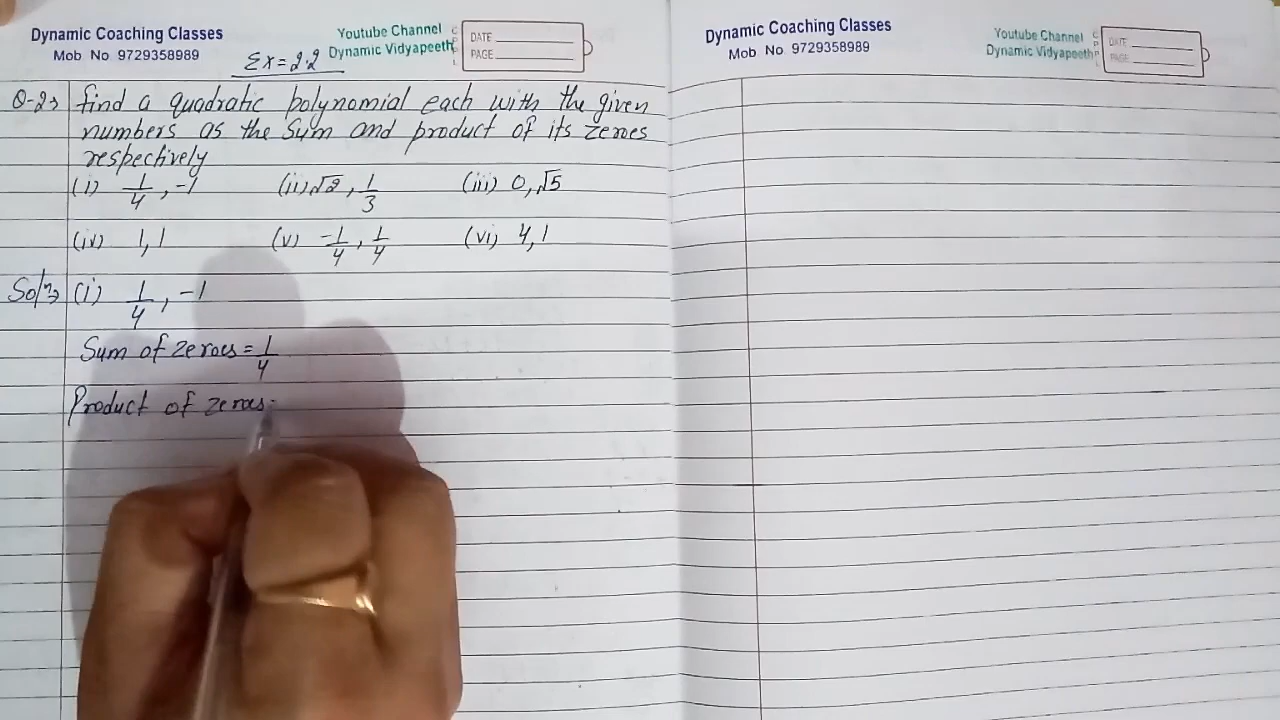 Dynamic Coaching Classes
Mob No 9729358989
Youtube Channel
Dynamic Vidyapeeth
DATE
PAGE
Ex=2.2
Q-2→ find a quadratic polynomial each with the given
numbers as the Sum and product of its zeroes
respectively
(i) 1/4, -1 (ii) √2, 1/3 (iii) 0, √5
(iv) 1,1 (v) -1/4, 1/4 (vi) 4,1
Sol→ (i) 1/4, -1
Sum of zeroes = 1/4
Product of zeroes
Dynamic Coaching Classes
Mob No 9729358989
Youtube Channel
Dynamic Vidyapeeth
DATE
PAGE